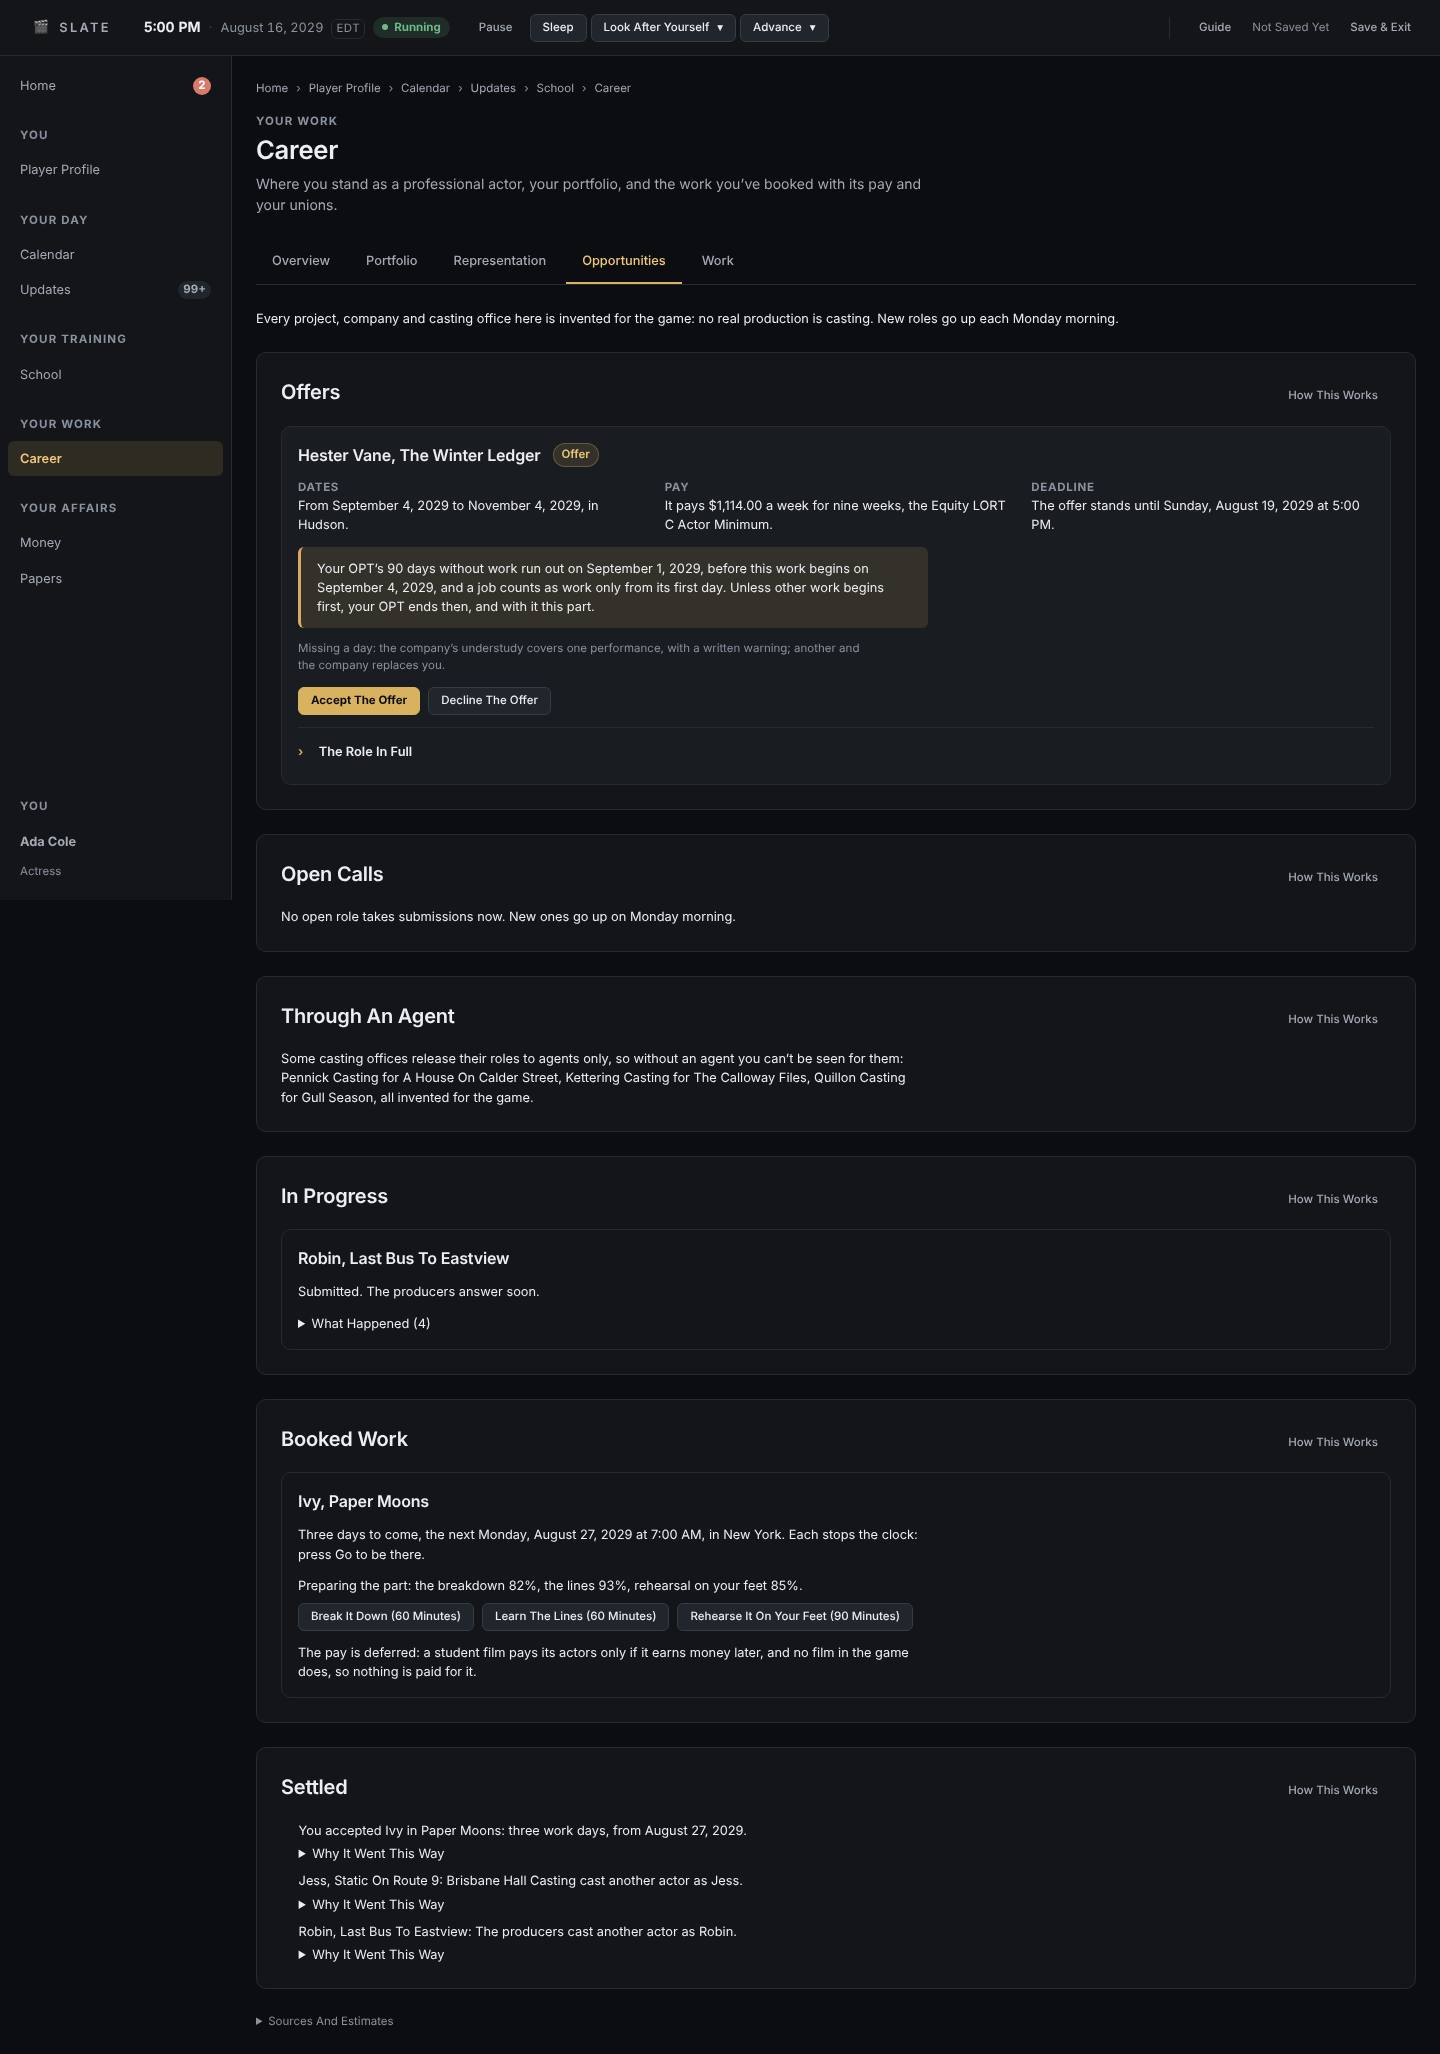 SLATE
5:00 PM · August 16, 2029 EDT Running Pause Sleep Look After Yourself ▾ Advance ▾ Guide Not Saved Yet Save & Exit
Home 2
YOU
Player Profile
YOUR DAY
Calendar
Updates 99+
YOUR TRAINING
School
YOUR WORK
Career
YOUR AFFAIRS
Money
Papers
YOU
Ada Cole
Actress
Home › Player Profile › Calendar › Updates › School › Career
YOUR WORK
Career
Where you stand as a professional actor, your portfolio, and the work you’ve booked with its pay and
your unions.
Overview Portfolio Representation Opportunities Work
Every project, company and casting office here is invented for the game: no real production is casting. New roles go up each Monday morning.
Offers How This Works
Hester Vane, The Winter Ledger Offer
DATES
From September 4, 2029 to November 4, 2029, in
Hudson.
PAY
It pays $1,114.00 a week for nine weeks, the Equity LORT
C Actor Minimum.
DEADLINE
The offer stands until Sunday, August 19, 2029 at 5:00
PM.
Your OPT’s 90 days without work run out on September 1, 2029, before this work begins on
September 4, 2029, and a job counts as work only from its first day. Unless other work begins
first, your OPT ends then, and with it this part.
Missing a day: the company’s understudy covers one performance, with a written warning; another and
the company replaces you.
Accept The Offer Decline The Offer
› The Role In Full
Open Calls How This Works
No open role takes submissions now. New ones go up on Monday morning.
Through An Agent How This Works
Some casting offices release their roles to agents only, so without an agent you can’t be seen for them:
Pennick Casting for A House On Calder Street, Kettering Casting for The Calloway Files, Quillon Casting
for Gull Season, all invented for the game.
In Progress How This Works
Robin, Last Bus To Eastview
Submitted. The producers answer soon.
▶ What Happened (4)
Booked Work How This Works
Ivy, Paper Moons
Three days to come, the next Monday, August 27, 2029 at 7:00 AM, in New York. Each stops the clock:
press Go to be there.
Preparing the part: the breakdown 82%, the lines 93%, rehearsal on your feet 85%.
Break It Down (60 Minutes) Learn The Lines (60 Minutes) Rehearse It On Your Feet (90 Minutes)
The pay is deferred: a student film pays its actors only if it earns money later, and no film in the game
does, so nothing is paid for it.
Settled How This Works
You accepted Ivy in Paper Moons: three work days, from August 27, 2029.
▶ Why It Went This Way
Jess, Static On Route 9: Brisbane Hall Casting cast another actor as Jess.
▶ Why It Went This Way
Robin, Last Bus To Eastview: The producers cast another actor as Robin.
▶ Why It Went This Way
▶ Sources And Estimates